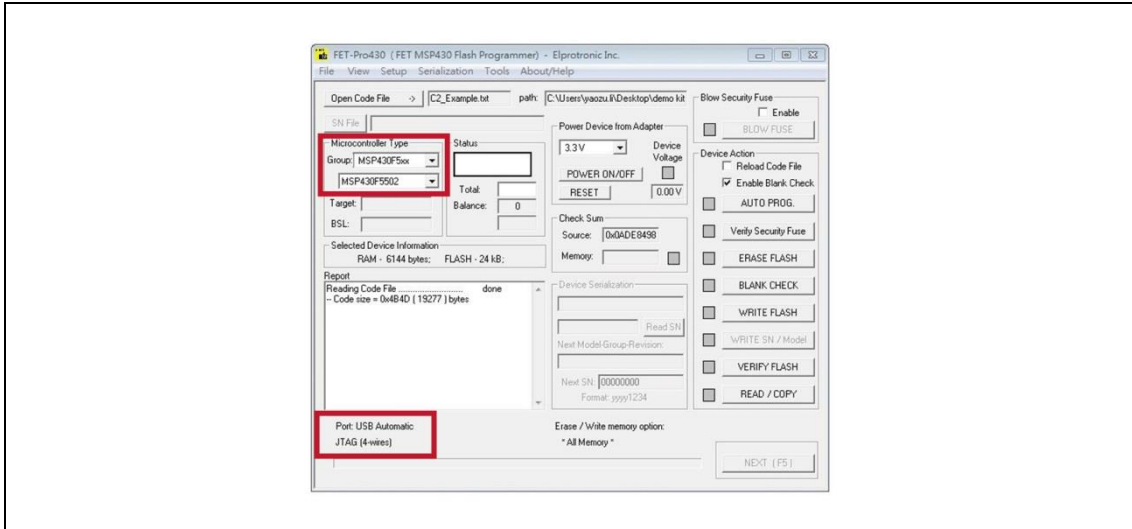 FET-Pro430 ( FET MSP430 Flash Programmer) - Elprotronic Inc.
File View Setup Serialization Tools About/Help
Open Code File -> C2_Example.txt path: C:\Users\yaozu.li\Desktop\demo kit
SN File
Microcontroller Type
Group: MSP430F5xx
MSP430F5502
Target:
BSL:
Status
Total:
Balance: 0
Power Device from Adapter
3.3 V
Device
Voltage
POWER ON/OFF
RESET 0.00 V
Check Sum
Source: 0x0ADE8498
Memory:
Selected Device Information
RAM - 6144 bytes; FLASH - 24 kB;
Report
Reading Code File .............................. done
-- Code size = 0x4B4D ( 19277 ) bytes
Device Serialization
Read SN
Next Model-Group-Revision:
Next SN: 00000000
Format: yyyy1234
Blow Security Fuse
Enable
BLOW FUSE
Device Action
Reload Code File
Enable Blank Check
AUTO PROG.
Verify Security Fuse
ERASE FLASH
BLANK CHECK
WRITE FLASH
WRITE SN / Model
VERIFY FLASH
READ / COPY
Port: USB Automatic
JTAG (4-wires)
Erase / Write memory option:
* All Memory *
NEXT ( F5 )